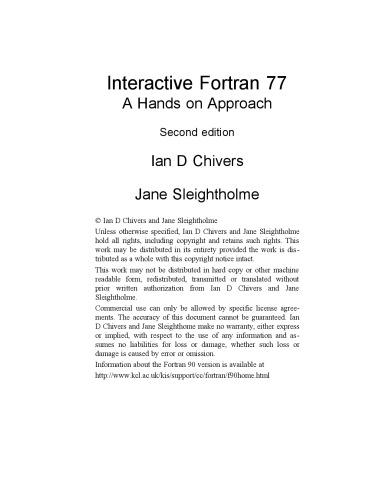 Interactive Fortran 77
A Hands on Approach
Second edition
Ian D Chivers
Jane Sleightholme
© Ian D Chivers and Jane Sleightholme
Unless otherwise specified, Ian D Chivers and Jane Sleightholme
hold all rights, including copyright and retains such rights. This
work may be distributed in its entirety provided the work is dis-
tributed as a whole with this copyright notice intact.
This work may not be distributed in hard copy or other machine
readable form, redistributed, transmitted or translated without
prior written authorization from Ian D Chivers and Jane
Sleightholme.
Commercial use can only be allowed by specific license agree-
ments. The accuracy of this document cannot be guaranteed. Ian
D Chivers and Jane Sleighthome make no warranty, either express
or implied, with respect to the use of any information and as-
sumes no liabilities for loss or damage, whether such loss or
damage is caused by error or omission.
Information about the Fortran 90 version is available at
http://www.kcl.ac.uk/kis/support/cc/fortran/f90home.html